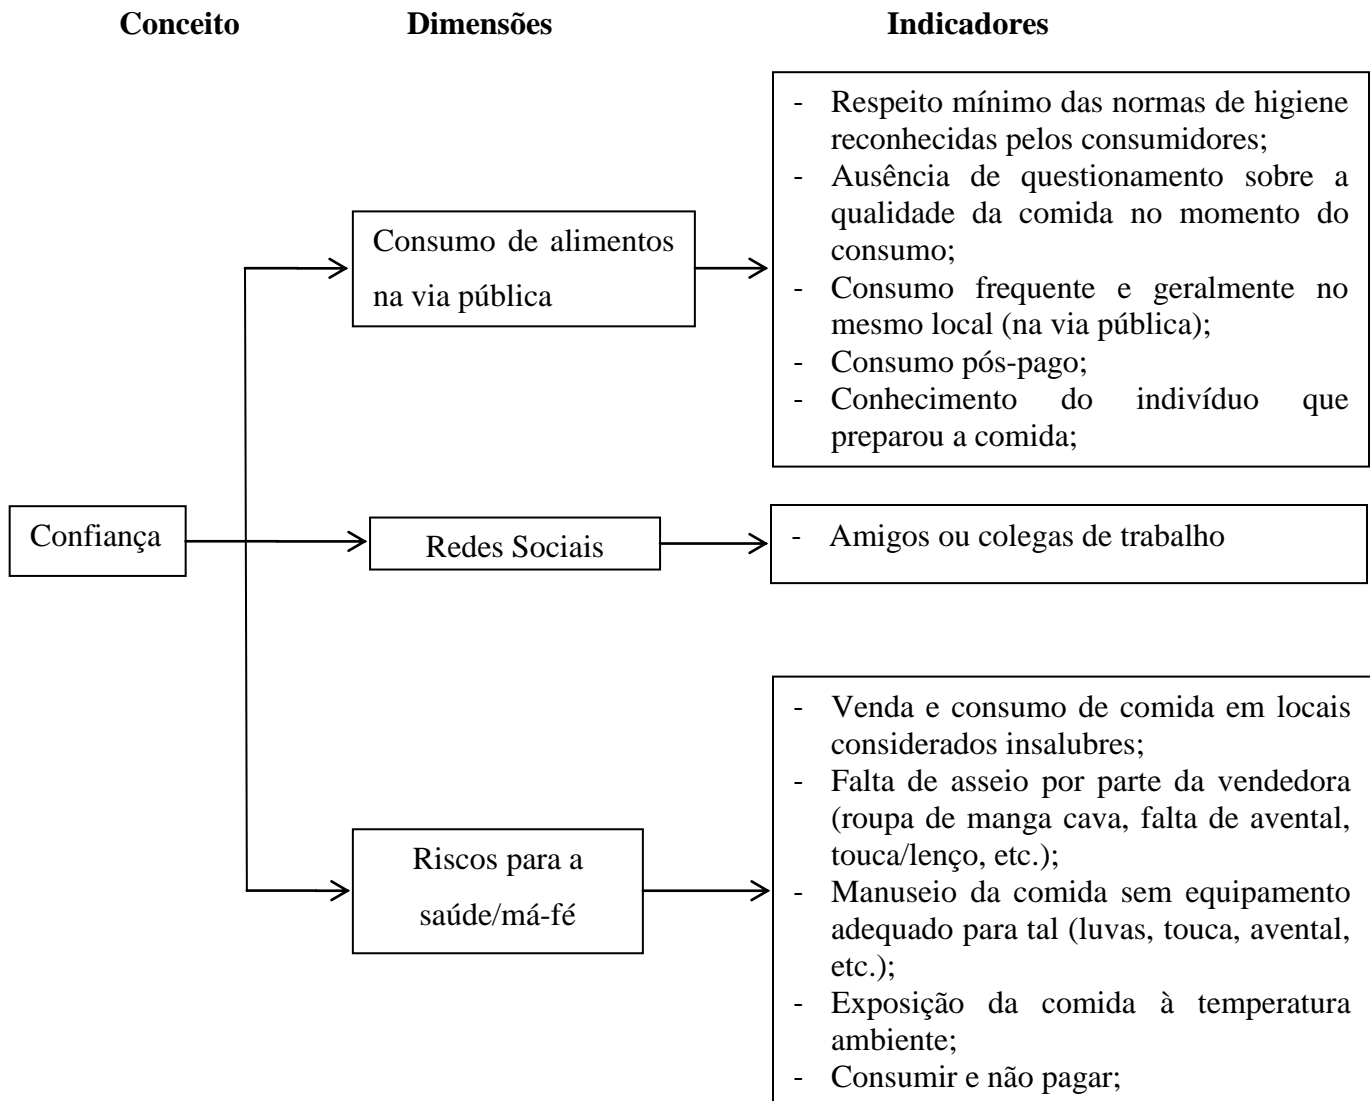 Conceito Dimensões Indicadores
- Respeito mínimo das normas de higiene
reconhecidas pelos consumidores;
- Ausência de questionamento sobre a
qualidade da comida no momento do
consumo;
- Consumo frequente e geralmente no
mesmo local (na via pública);
- Consumo pós-pago;
- Conhecimento do indivíduo que
preparou a comida;
Consumo de alimentos
na via pública
Confiança
Redes Sociais
- Amigos ou colegas de trabalho
Riscos para a
saúde/má-fé
- Venda e consumo de comida em locais
considerados insalubres;
- Falta de asseio por parte da vendedora
(roupa de manga cava, falta de avental,
touca/lenço, etc.);
- Manuseio da comida sem equipamento
adequado para tal (luvas, touca, avental,
etc.);
- Exposição da comida à temperatura
ambiente;
- Consumir e não pagar;